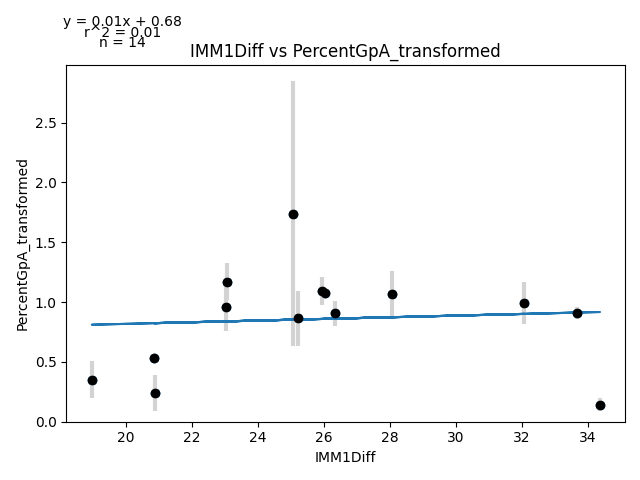 y = 0.01x + 0.68
r^2 = 0.01
n = 14
IMM1Diff vs PercentGpA_transformed
PercentGpA_transformed
2.5
2.0
1.5
1.0
0.5
0.0
20 22 24 26 28 30 32 34
IMM1Diff